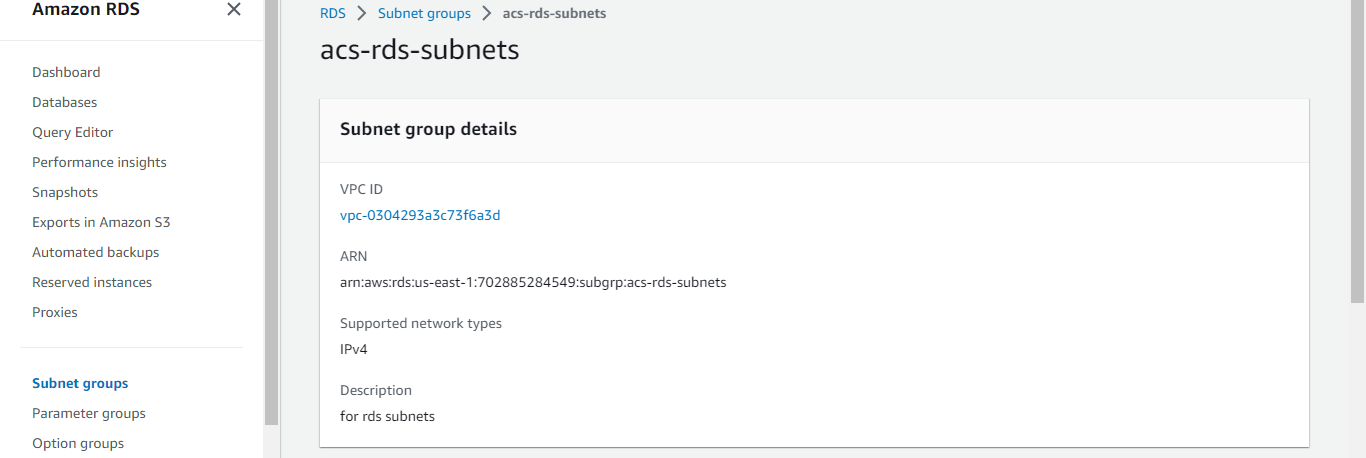 Amazon RDS
Dashboard
Databases
Query Editor
Performance insights
Snapshots
Exports in Amazon S3
Automated backups
Reserved instances
Proxies
Subnet groups
Parameter groups
Option groups
RDS > Subnet groups > acs-rds-subnets
acs-rds-subnets
Subnet group details
VPC ID
vpc-0304293a3c73f6a3d
ARN
arn:aws:rds:us-east-1:702885284549:subgrp:acs-rds-subnets
Supported network types
IPv4
Description
for rds subnets